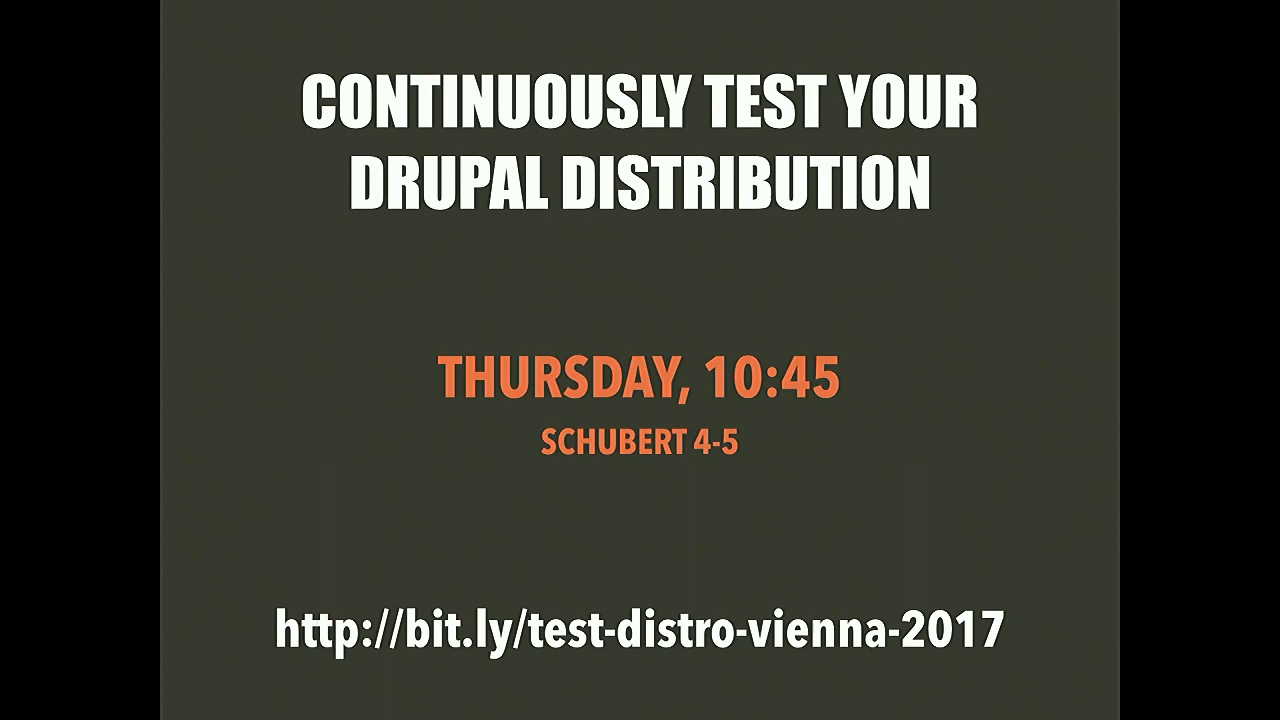 CONTINUOUSLY TEST YOUR
DRUPAL DISTRIBUTION
THURSDAY, 10:45
SCHUBERT 4-5
http://bit.ly/test-distro-vienna-2017